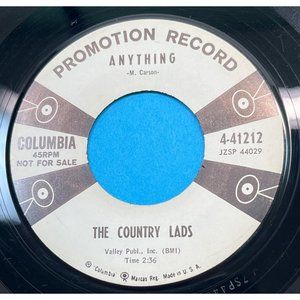 PROMOTION RECORD
ANYTHING
-M. Carson-
COLUMBIA
45RPM
NOT FOR SALE
4-41212
JZSP 44029
THE COUNTRY LADS
Valley Publ., Inc. (BMI)
Time 2:36
"Columbia" Marcas Reg. Made in U. S. A.